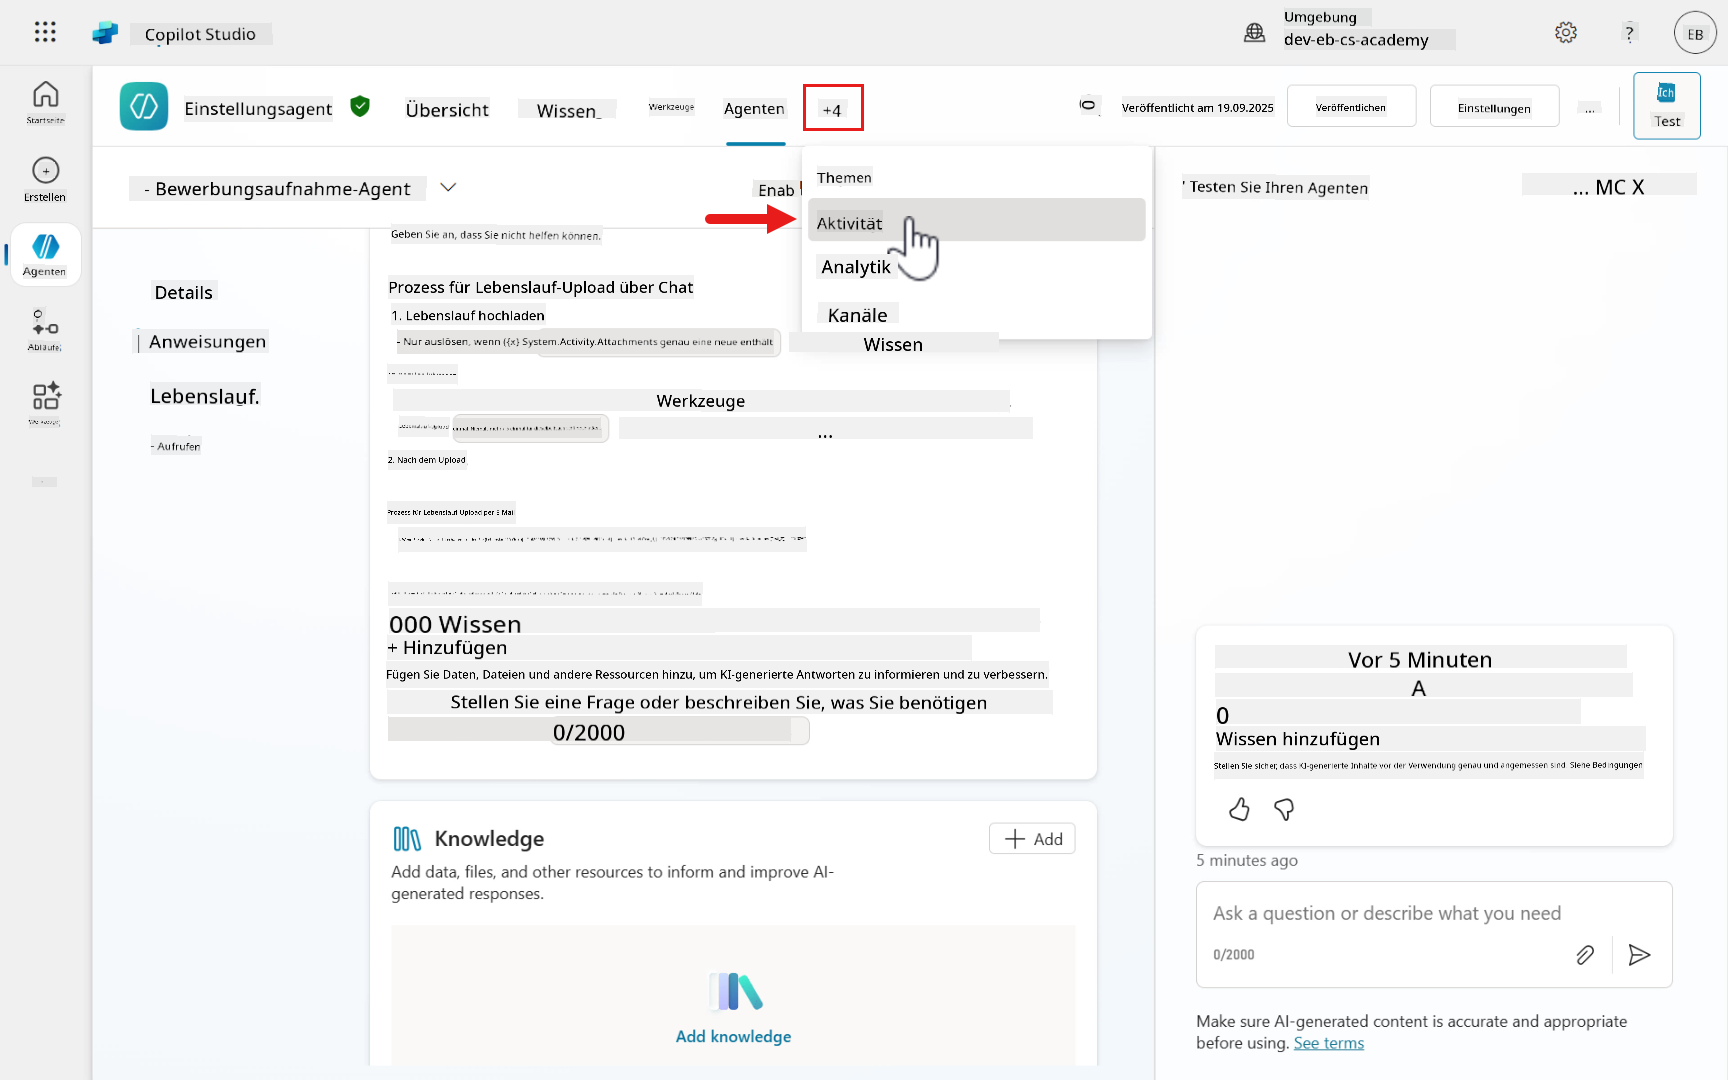 Copilot Studio
Umgebung
dev-eb-cs-academy
?
EB
Startseite
Erstellen
Agenten
Abläufe
Einstellungsagent
Übersicht
Wissen_
Werkzeuge
Agenten
+4
Veröffentlicht am 19.09.2025
Veröffentlichen
Einstellungen
...
Ich
Test
- Bewerbungsaufnahme-Agent
Enab
Themen
Aktivität
Analytik
Kanäle
' Testen Sie Ihren Agenten
... MC X
Details
| Anweisungen
Lebenslauf.
- Aufrufen
Geben Sie an, dass Sie nicht helfen können.
Prozess für Lebenslauf-Upload über Chat
1. Lebenslauf hochladen
- Nur auslösen, wenn ({x} System.Activity.Attachments genau eine neue enthält
Wissen
Werkzeuge
...
2. Nach dem Upload
Prozess für Lebenslauf Upload per E Mail
000 Wissen
+ Hinzufügen
Fügen Sie Daten, Dateien und andere Ressourcen hinzu, um KI-generierte Antworten zu informieren und zu verbessern.
Stellen Sie eine Frage oder beschreiben Sie, was Sie benötigen
0/2000
Knowledge
Add
Add data, files, and other resources to inform and improve AI-
generated responses.
Add knowledge
Vor 5 Minuten
A
0
Wissen hinzufügen
Stellen Sie sicher, dass KI-generierte Inhalte vor der Verwendung genau und angemessen sind. Siehe Bedingungen
5 minutes ago
Ask a question or describe what you need
0/2000
Make sure AI-generated content is accurate and appropriate
before using. See terms